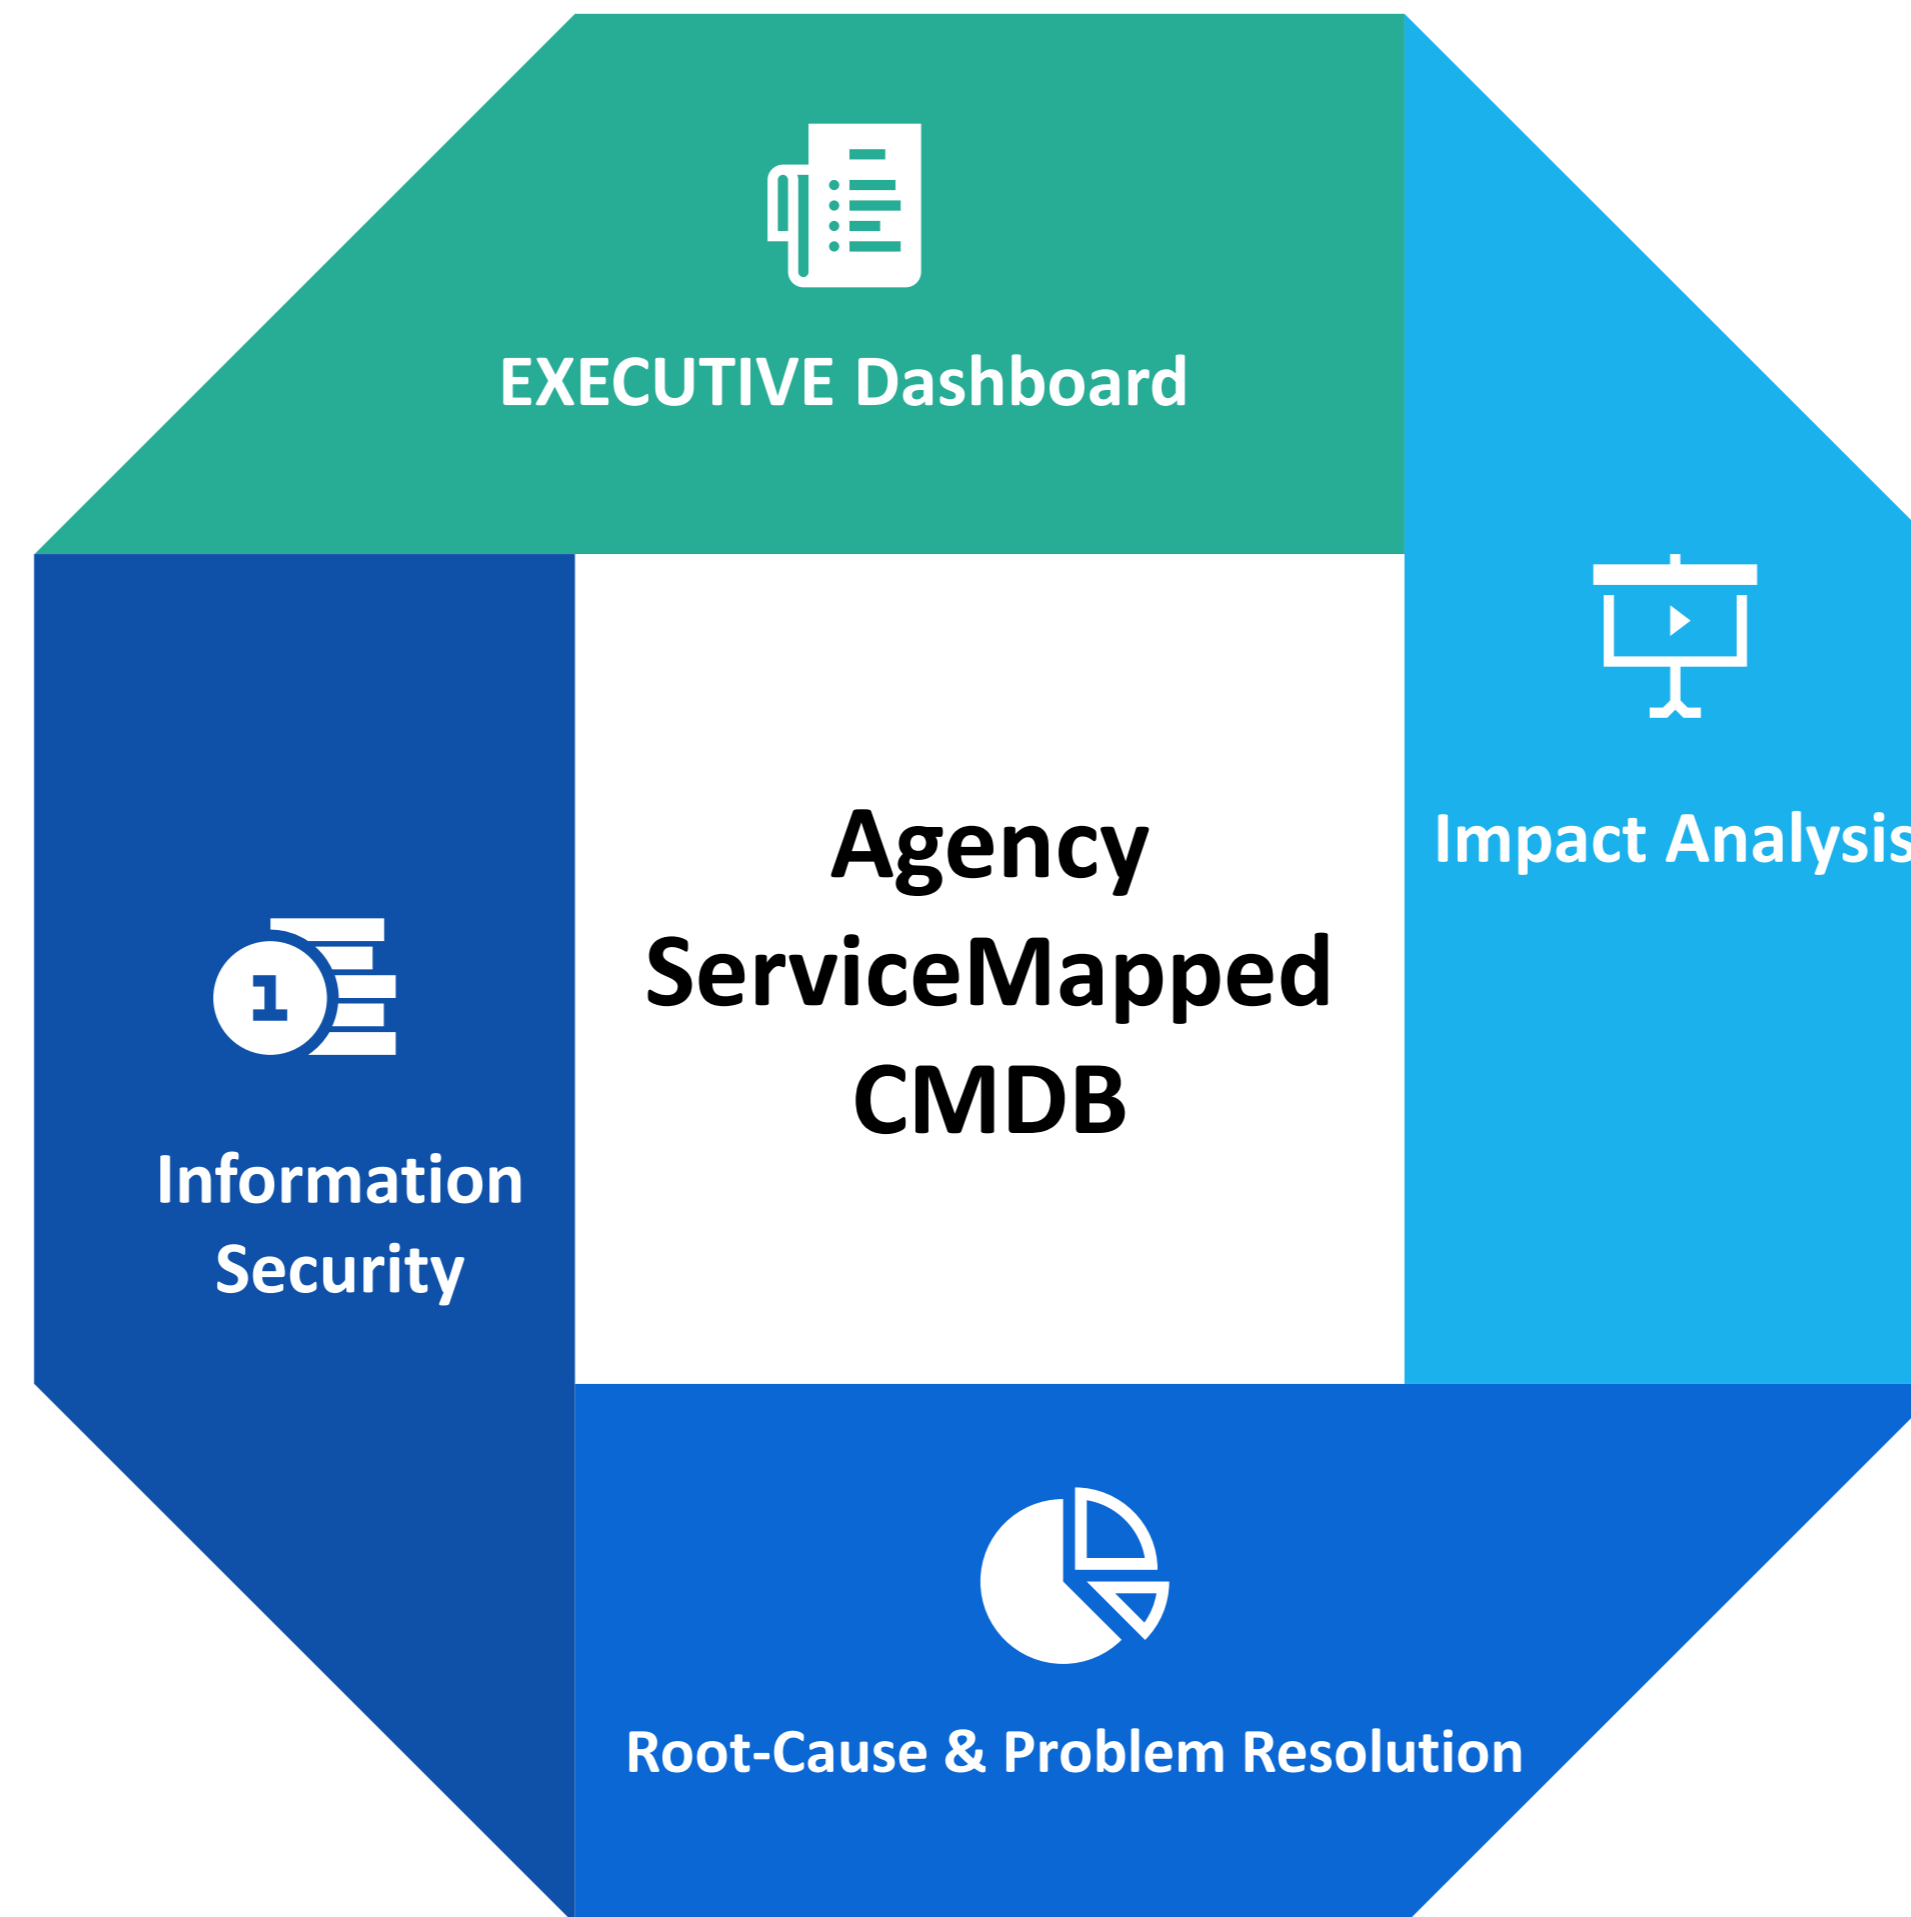 EXECUTIVE Dashboard
Impact Analysis
Agency
ServiceMapped
CMDB
1
Information
Security
Root-Cause & Problem Resolution